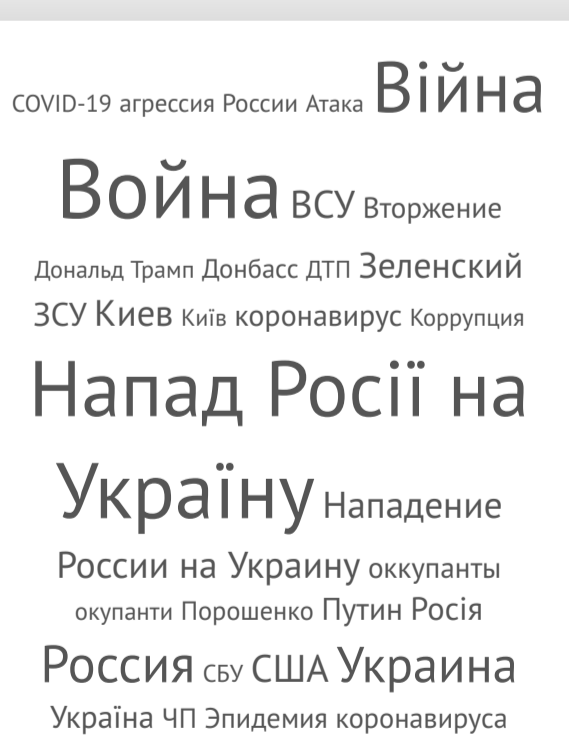 COVID-19 агрессия России Атака Війна
Война ВСУ Вторжение
Дональд Трамп Донбасс ДТП Зеленский
ЗСУ Киев Київ коронавирус Коррупция
Напад Росії на
Україну Нападение
России на Украину оккупанты
окупанти Порошенко Путин Росія
Россия СБУ США Украина
Україна ЧП Эпидемия коронавируса